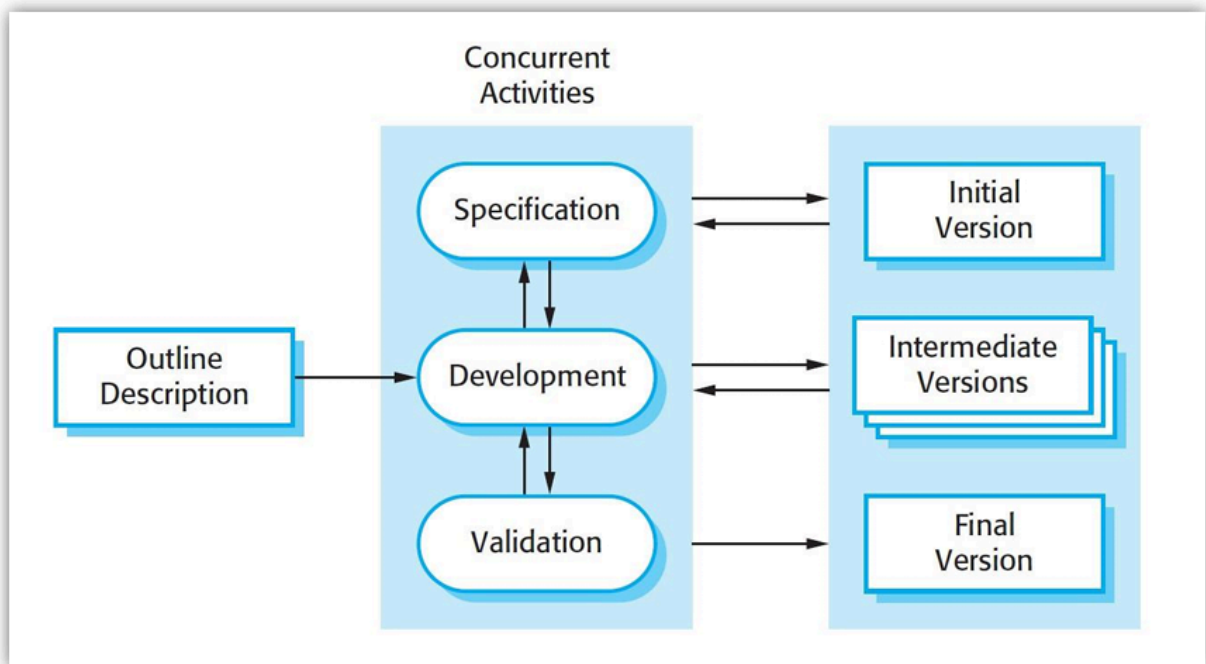 Concurrent
Activities
Specification
Initial
Version
Outline
Description
Development
Intermediate
Versions
Validation
Final
Version